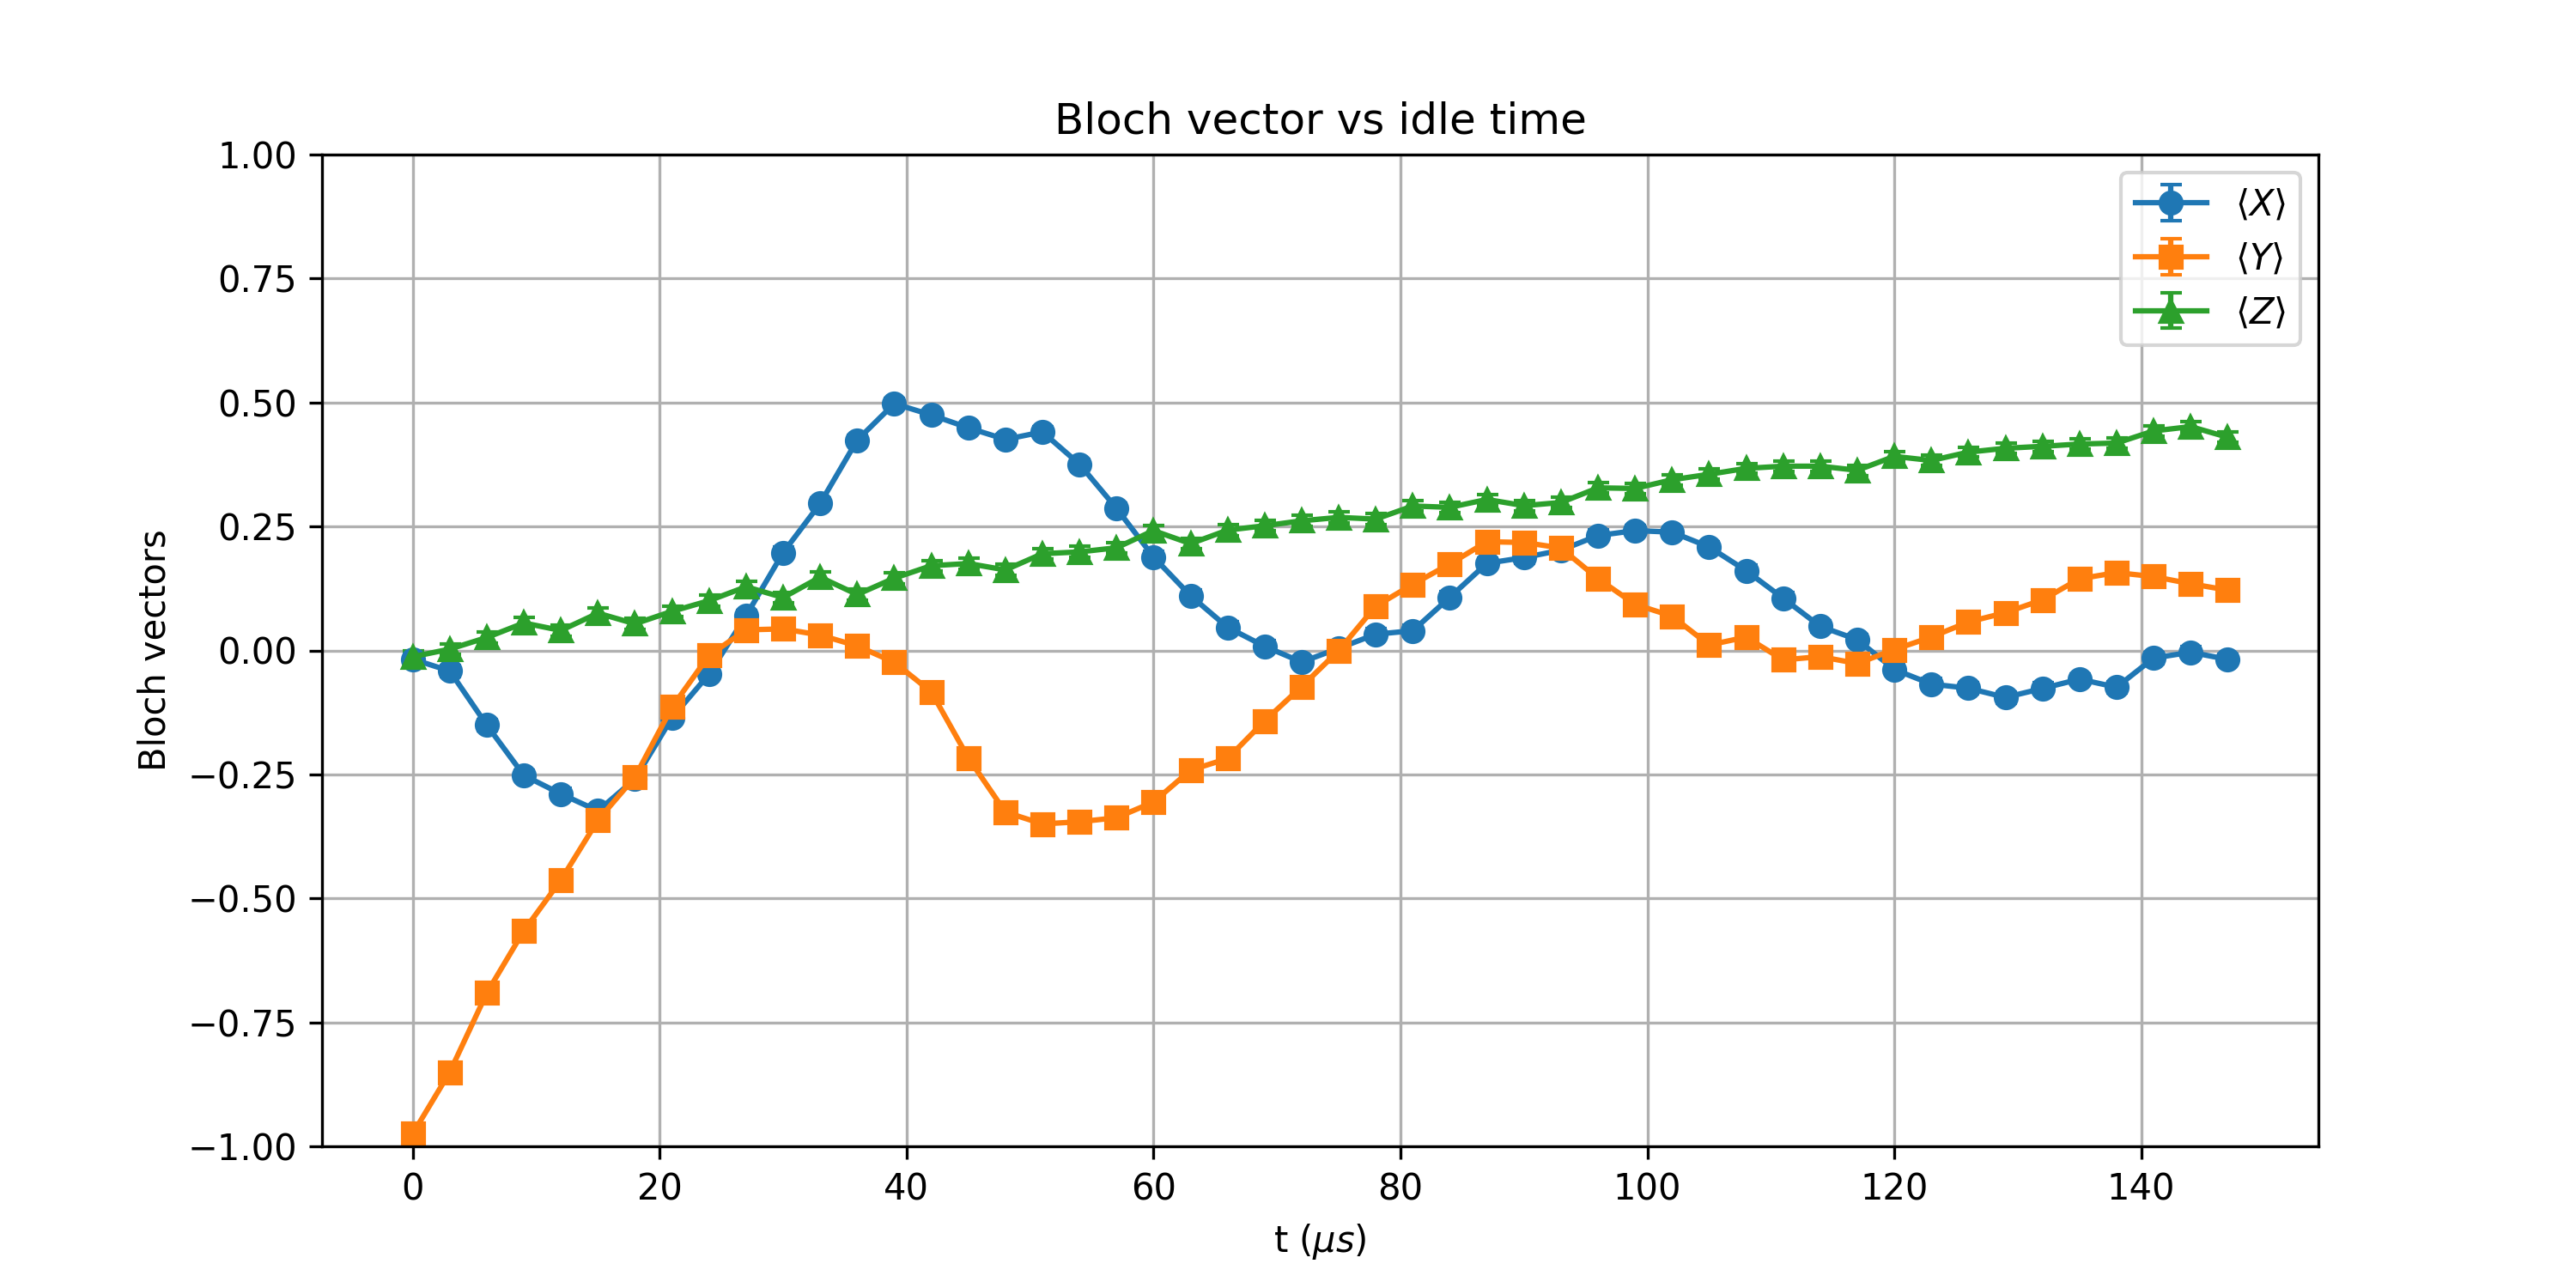 Bloch vector vs idle time
1.00
0.75
0.50
0.25
0.00
−0.25
−0.50
−0.75
−1.00
Bloch vectors
0 20 40 60 80 100 120 140
t (μs)
⟨X⟩
⟨Y⟩
⟨Z⟩